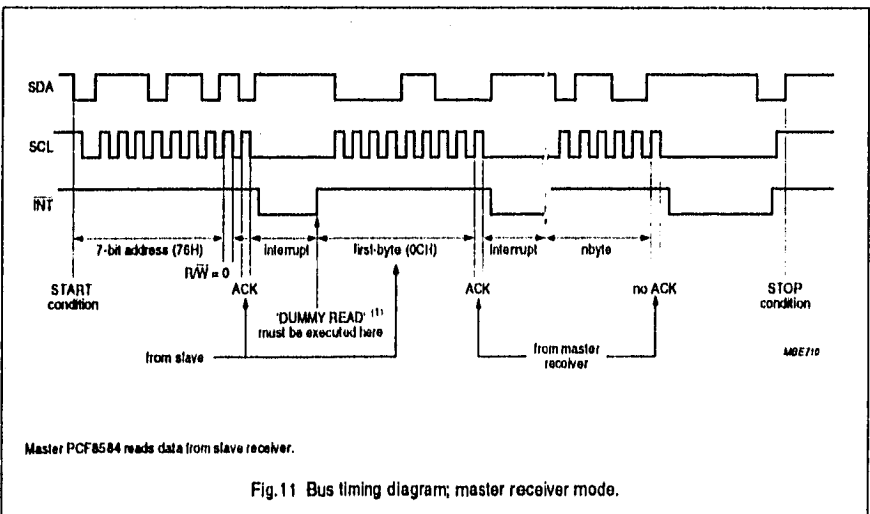 SDA
SCL
INT
7-bit address (76H)
interrupt
first-byte (0CH)
interrupt
nbyte
R/W = 0
START
condition
ACK
'DUMMY READ' (1)
must be executed here
ACK
no ACK
STOP
condition
from slave
from master
receiver
MBE710
Master PCF8584 reads data from slave receiver.
Fig.11 Bus timing diagram; master receiver mode.